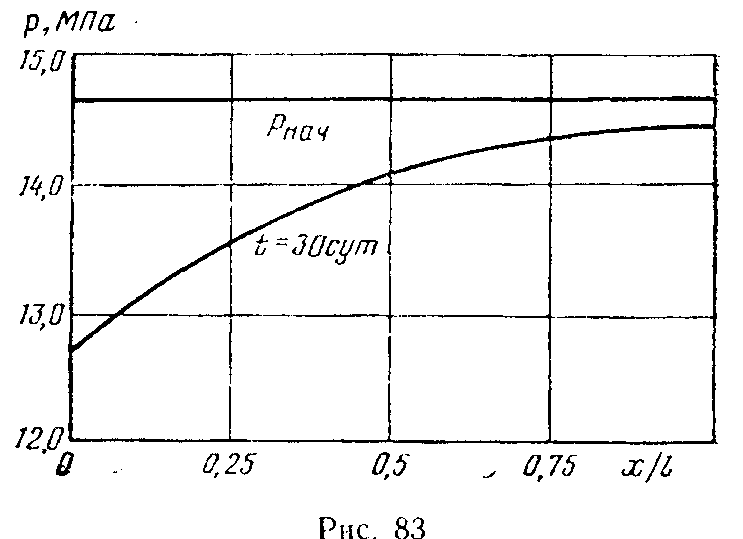 p, МПа
15,0
Pнач
14,0
t = 30сут
13,0
12,0
0 0,25 0,5 0,75 x/l
Рис. 83